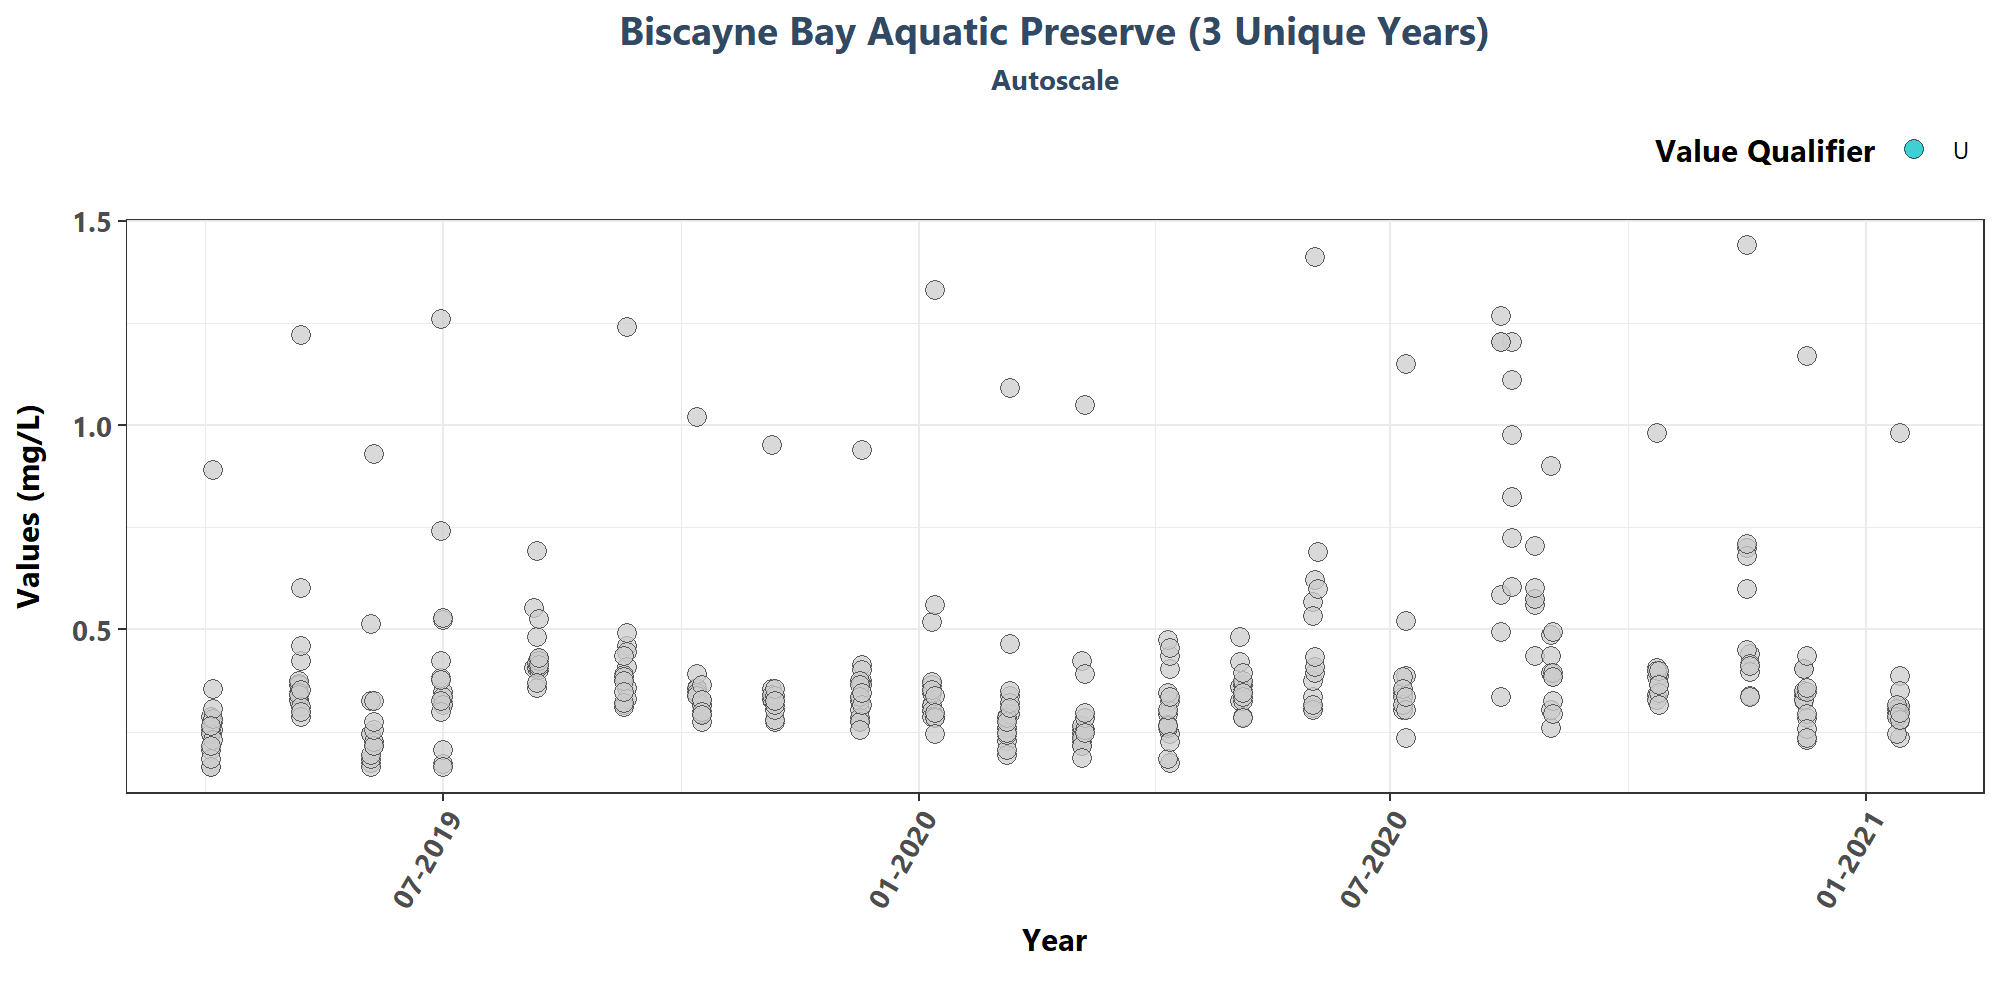 Biscayne Bay Aquatic Preserve (3 Unique Years)
Autoscale
Value Qualifier U
1.5
1.0
0.5
Values (mg/L)
07-2019
01-2020
07-2020
01-2021
Year